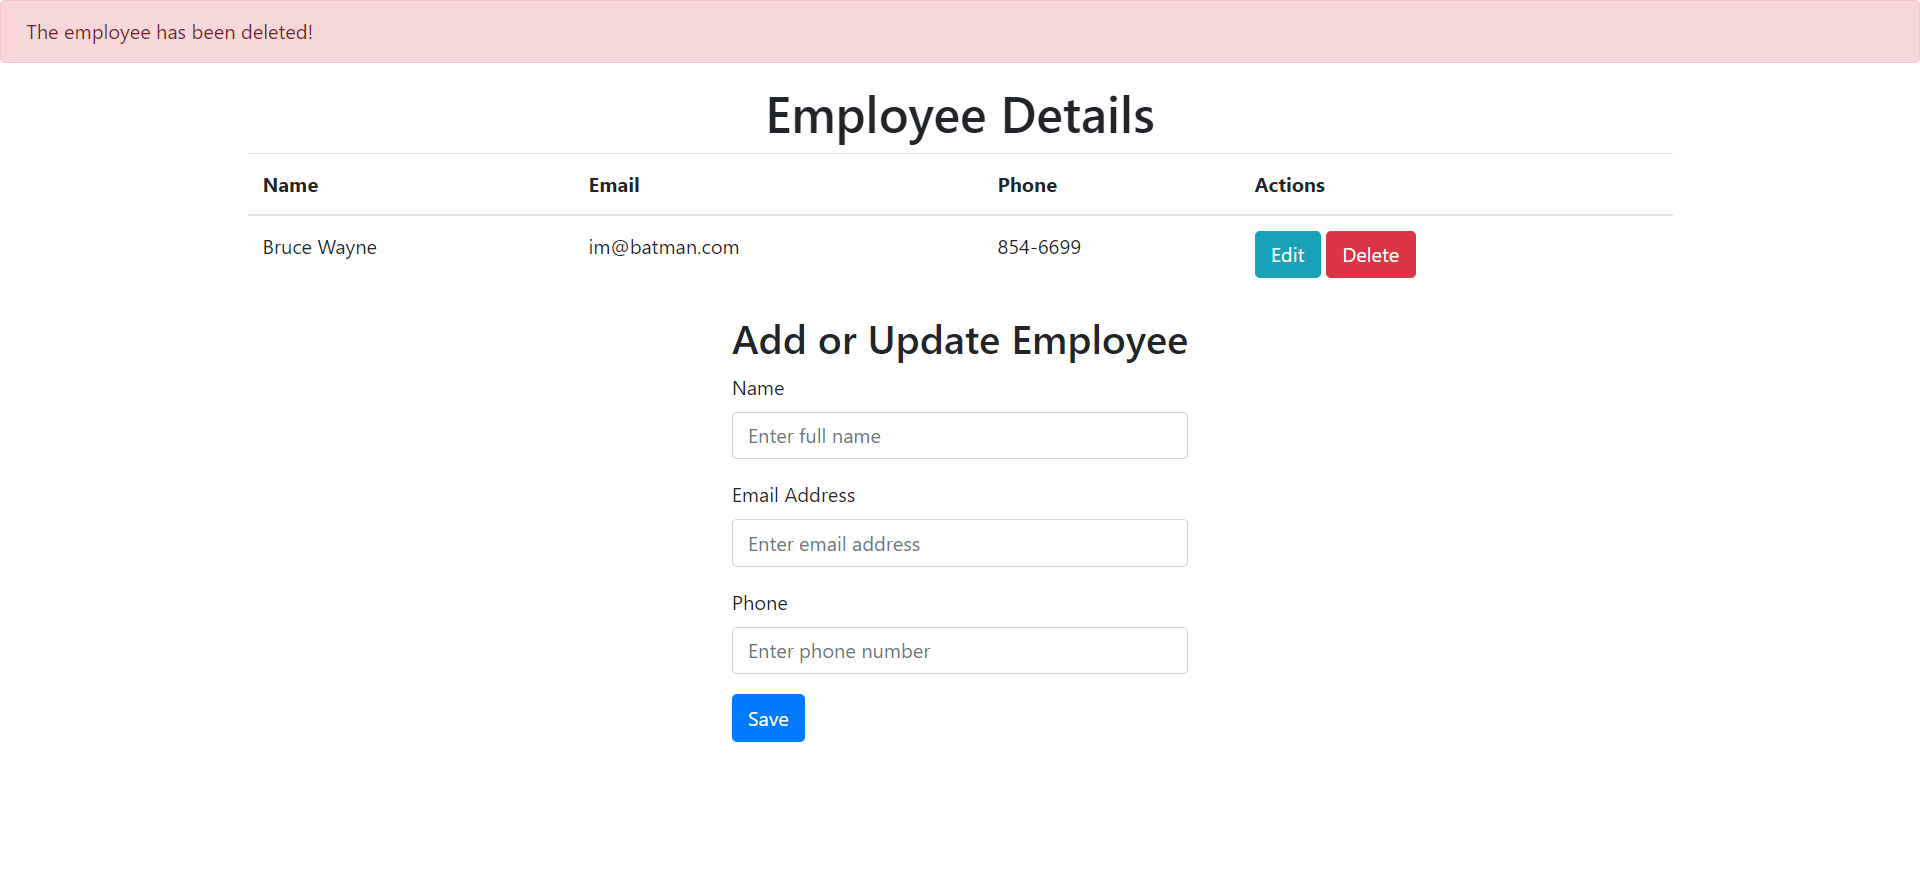 The employee has been deleted!
Employee Details
Name Email Phone Actions
Bruce Wayne im@batman.com 854-6699 Edit Delete
Add or Update Employee
Name
Enter full name
Email Address
Enter email address
Phone
Enter phone number
Save